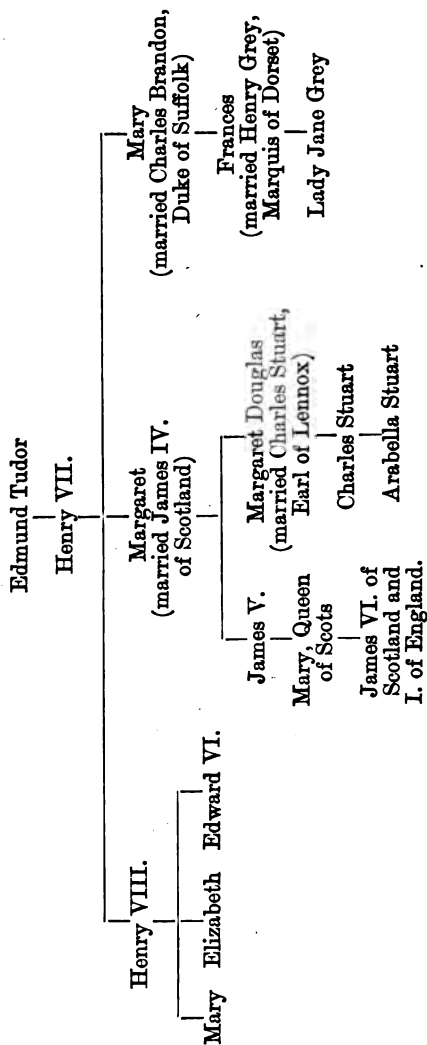 Edmund Tudor
Henry VII.
Henry VIII.
Mary
Elizabeth
Edward VI.
Margaret
(married James IV.
of Scotland)
James V.
Mary, Queen
of Scots
James VI. of
Scotland and
I. of England.
Margaret Douglas
(married Charles Stuart,
Earl of Lennox)
Charles Stuart
Arabella Stuart
Mary
(married Charles Brandon,
Duke of Suffolk)
Frances
(married Henry Grey,
Marquis of Dorset)
Lady Jane Grey